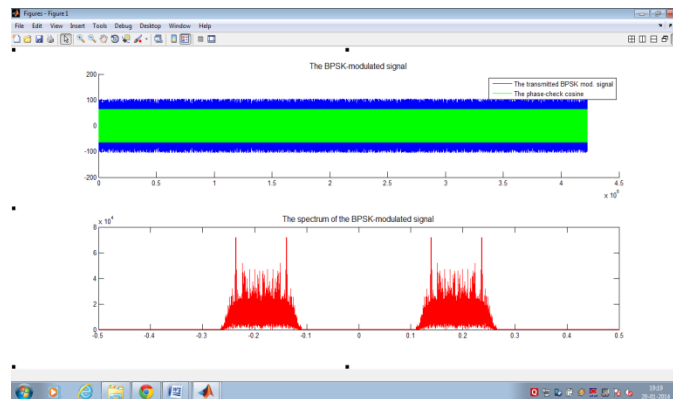 Figures - Figure 1
File Edit View Insert Tools Debug Desktop Window Help
The BPSK-modulated signal
200
100
0
-100
-200
The transmitted BPSK mod. signal
The phase-check cosine
0 0.5 1 1.5 2 2.5 3 3.5 4 4.5
x 10^5
The spectrum of the BPSK-modulated signal
x 10^4
8
6
4
2
0
-0.5 -0.4 -0.3 -0.2 -0.1 0 0.1 0.2 0.3 0.4 0.5
19:19